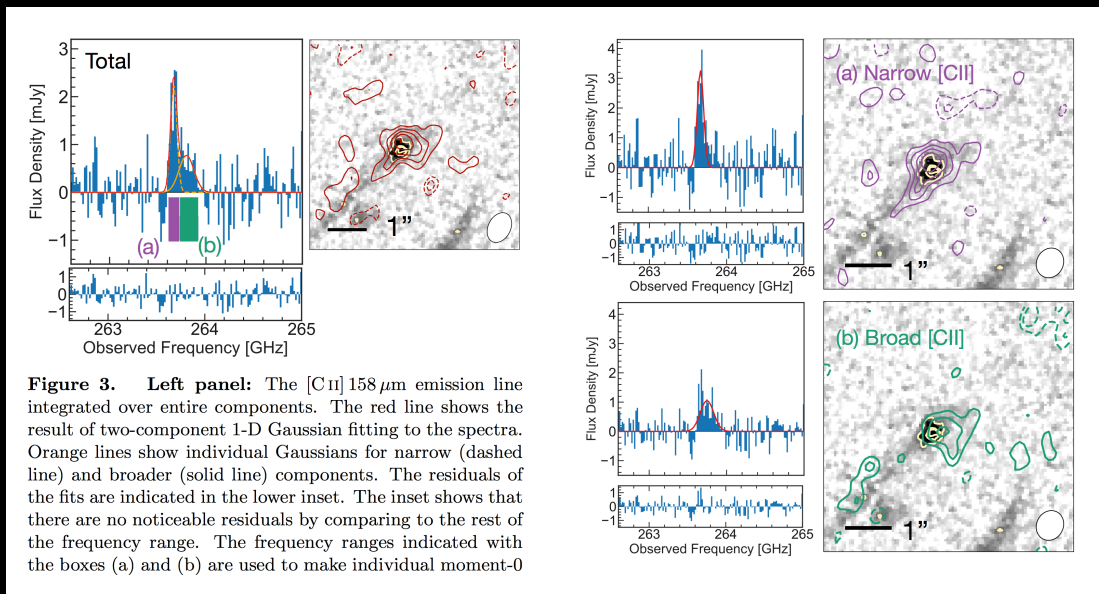 Total
3
2
1
0
−1
Flux Density [mJy]
(a)
(b)
1
0
−1
263
264
265
Observed Frequency [GHz]
1”
Figure 3. Left panel: The [C II] 158 μm emission line
integrated over entire components. The red line shows the
result of two-component 1-D Gaussian fitting to the spectra.
Orange lines show individual Gaussians for narrow (dashed
line) and broader (solid line) components. The residuals of
the fits are indicated in the lower inset. The inset shows that
there are no noticeable residuals by comparing to the rest of
the frequency range. The frequency ranges indicated with
the boxes (a) and (b) are used to make individual moment-0
4
3
2
1
0
−1
Flux Density [mJy]
1
0
−1
263
264
265
Observed Frequency [GHz]
(a) Narrow [CII]
1”
4
3
2
1
0
−1
Flux Density [mJy]
1
0
−1
263
264
265
Observed Frequency [GHz]
(b) Broad [CII]
1”